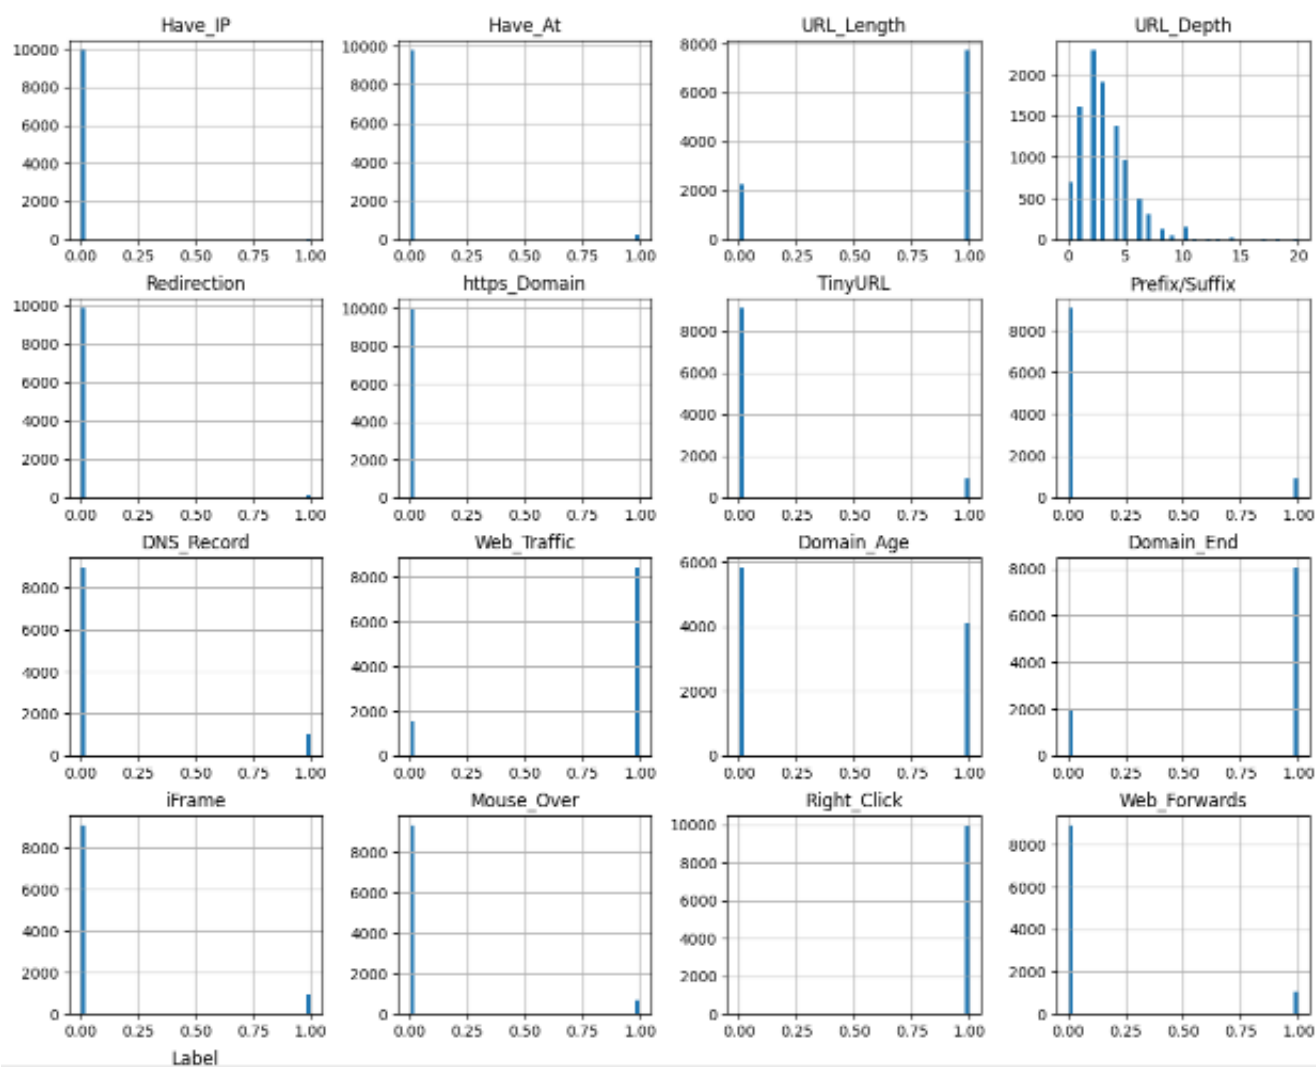 Have_IP Have_At URL_Length URL_Depth
10000 10000 8000 2000
8000 8000 6000 1500
6000 6000 4000 1000
4000 4000 2000 500
2000 2000 0 0
0 0
0.00 0.25 0.50 0.75 1.00 0.00 0.25 0.50 0.75 1.00 0.00 0.25 0.50 0.75 1.00 0 5 10 15 20
Redirection https_Domain TinyURL Prefix/Suffix
10000 10000 8000 8000
8000 8000 6000 6000
6000 6000 4000 4000
4000 4000 2000 2000
2000 2000 0 0
0 0
0.00 0.25 0.50 0.75 1.00 0.00 0.25 0.50 0.75 1.00 0.00 0.25 0.50 0.75 1.00 0.00 0.25 0.50 0.75 1.00
DNS_Record Web_Traffic Domain_Age Domain_End
8000 8000 6000 8000
6000 6000 4000 6000
4000 4000 2000 4000
2000 2000 0 2000
0 0 0
0.00 0.25 0.50 0.75 1.00 0.00 0.25 0.50 0.75 1.00 0.00 0.25 0.50 0.75 1.00 0.00 0.25 0.50 0.75 1.00
iFrame Mouse_Over Right_Click Web_Forwards
8000 8000 10000 8000
6000 6000 8000 6000
4000 4000 6000 4000
2000 2000 4000 2000
0 0 2000 0
0
0.00 0.25 0.50 0.75 1.00 0.00 0.25 0.50 0.75 1.00 0.00 0.25 0.50 0.75 1.00 0.00 0.25 0.50 0.75 1.00
Label